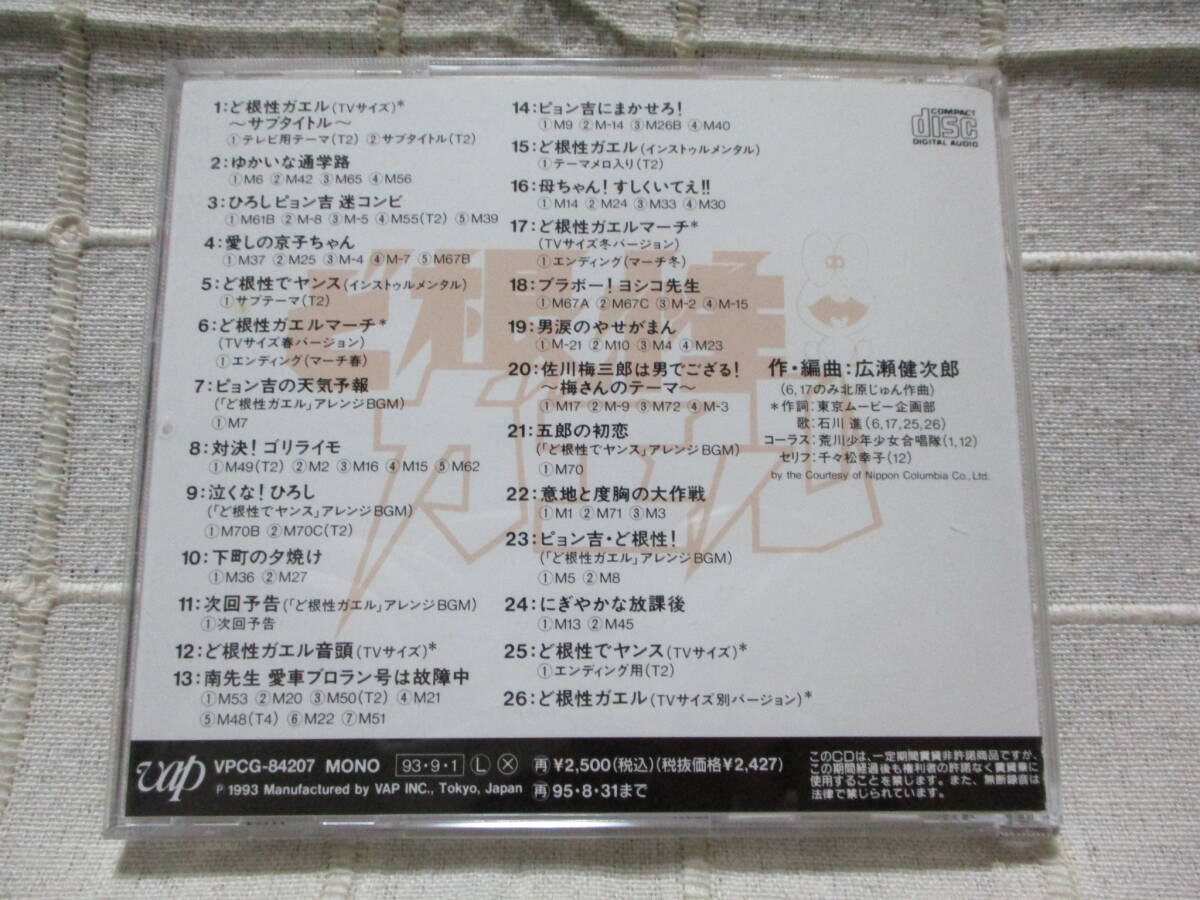 1:ど根性ガエル(TVサイズ)*
〜サブタイトル〜
①テレビ用テーマ(T2) ②サブタイトル(T2)
2:ゆかいな通学路
①M6 ②M42 ③M65 ④M56
3:ひろしピョン吉 迷コンビ
①M61B ②M-8 ③M-5 ④M55(T2) ⑤M39
4:愛しの京子ちゃん
①M37 ②M25 ③M-4 ④M-7 ⑤M67B
5:ど根性でヤンス(インストゥルメンタル)
①サブテーマ(T2)
6:ど根性ガエルマーチ*
(TVサイズ春バージョン)
①エンディング(マーチ春)
7:ピョン吉の天気予報
(「ど根性ガエル」アレンジBGM)
①M7
8:対決!ゴリライモ
①M49(T2) ②M2 ③M16 ④M15 ⑤M62
9:泣くな!ひろし
(「ど根性でヤンス」アレンジBGM)
①M70B ②M70C(T2)
10:下町の夕焼け
①M36 ②M27
11:次回予告(「ど根性ガエル」アレンジBGM)
①次回予告
12:ど根性ガエル音頭(TVサイズ)*
13:南先生 愛車ブロラン号は故障中
①M53 ②M20 ③M50(T2) ④M21
⑤M48(T4) ⑥M22 ⑦M51
14:ピョン吉にまかせろ!
①M9 ②M-14 ③M26B ④M40
15:ど根性ガエル(インストゥルメンタル)
①テーマメロ入り(T2)
16:母ちゃん!すしくいてえ!!
①M14 ②M24 ③M33 ④M30
17:ど根性ガエルマーチ*
(TVサイズ冬バージョン)
①エンディング(マーチ冬)
18:ブラボー!ヨシコ先生
①M67A ②M67C ③M-2 ④M-15
19:男涙のやせがまん
①M-21 ②M10 ③M4 ④M23
20:佐川梅三郎は男でござる!
〜梅さんのテーマ〜
①M17 ②M-9 ③M72 ④M-3
21:五郎の初恋
(「ど根性でヤンス」アレンジBGM)
①M70
22:意地と度胸の大作戦
①M1 ②M71 ③M3
23:ピョン吉・ど根性!
(「ど根性ガエル」アレンジBGM)
①M5 ②M8
24:にぎやかな放課後
①M13 ②M45
25:ど根性でヤンス(TVサイズ)*
①エンディング用(T2)
26:ど根性ガエル(TVサイズ別バージョン)*
COMPACT
disc
DIGITAL AUDIO
ど根性
ガエル
作・編曲:広瀬健次郎
(6,17のみ北原じゅん作曲)
*作詞:東京ムービー企画部
歌:石川 進(6,17,25,26)
コーラス:荒川少年少女合唱隊(1,12)
セリフ:千々松幸子(12)
by the Courtesy of Nippon Columbia Co., Ltd.
vap
VPCG-84207 MONO 93・9・1 Ⓛ Ⓧ 再 ¥2,500(税込)(税抜価格¥2,427)
Ⓟ 1993 Manufactured by VAP INC., Tokyo, Japan 再 95・8・31まで
このCDは、一定期間賃貸非許諾商品ですが、
この期間経過後も権利者の許諾なく賃貸業に
使用することを禁じます。また、無断録音は
法律で禁じられています。